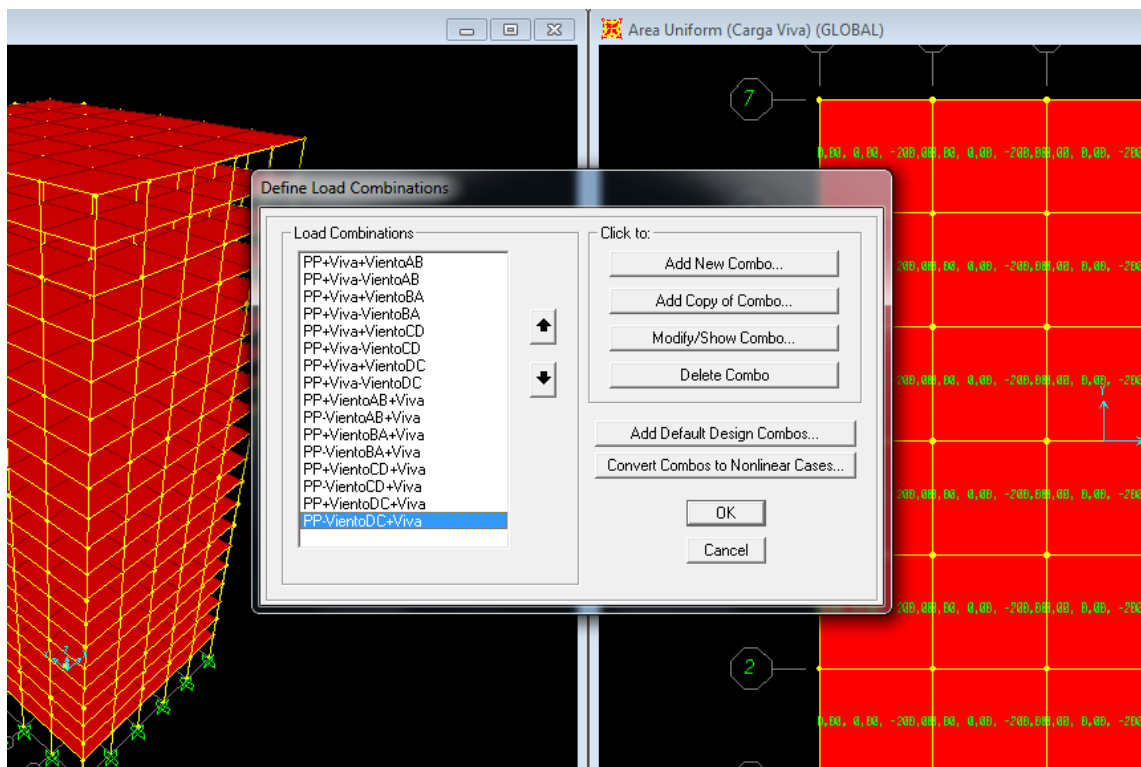 Area Uniform (Carga Viva) (GLOBAL)
7
Define Load Combinations
Load Combinations
PP+Viva+VientoAB
PP+Viva-VientoAB
PP+Viva+VientoBA
PP+Viva-VientoBA
PP+Viva+VientoCD
PP+Viva-VientoCD
PP+Viva+VientoDC
PP+Viva-VientoDC
PP+VientoAB+Viva
PP-VientoAB+Viva
PP+VientoBA+Viva
PP-VientoBA+Viva
PP+VientoCD+Viva
PP-VientoCD+Viva
PP+VientoDC+Viva
PP-VientoDC+Viva
Click to:
Add New Combo...
Add Copy of Combo...
Modify/Show Combo...
Delete Combo
Add Default Design Combos...
Convert Combos to Nonlinear Cases...
OK
Cancel
Y
Z
2